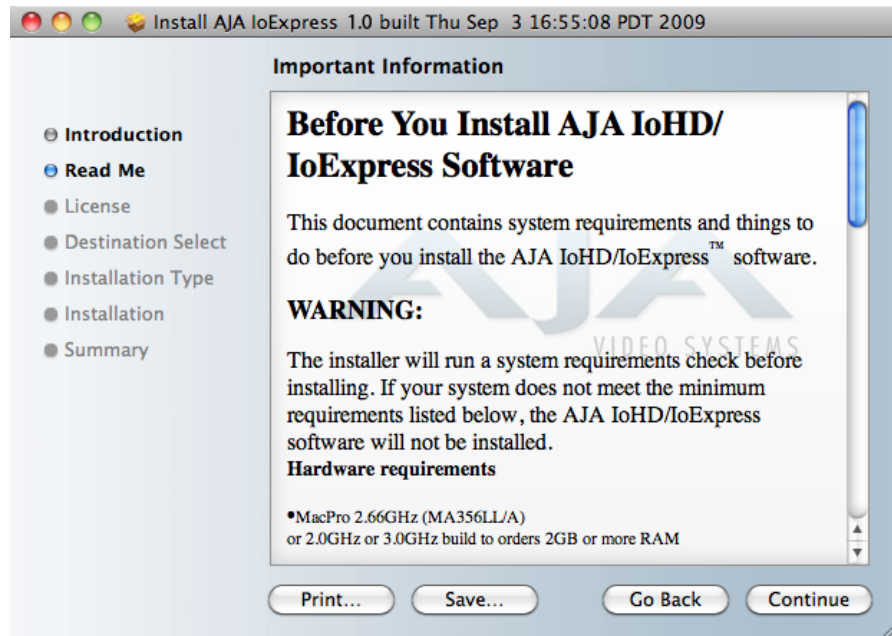 Install AJA IoExpress 1.0 built Thu Sep  3 16:55:08 PDT 2009
Important Information
Introduction
Read Me
License
Destination Select
Installation Type
Installation
Summary
Before You Install AJA IoHD/
IoExpress Software
This document contains system requirements and things to
do before you install the AJA IoHD/IoExpress™ software.
WARNING:
The installer will run a system requirements check before
installing. If your system does not meet the minimum
requirements listed below, the AJA IoHD/IoExpress
software will not be installed.
Hardware requirements
•MacPro 2.66GHz (MA356LL/A)
or 2.0GHz or 3.0GHz build to orders 2GB or more RAM
AJA
VIDEO SYSTEMS
Print...
Save...
Go Back
Continue